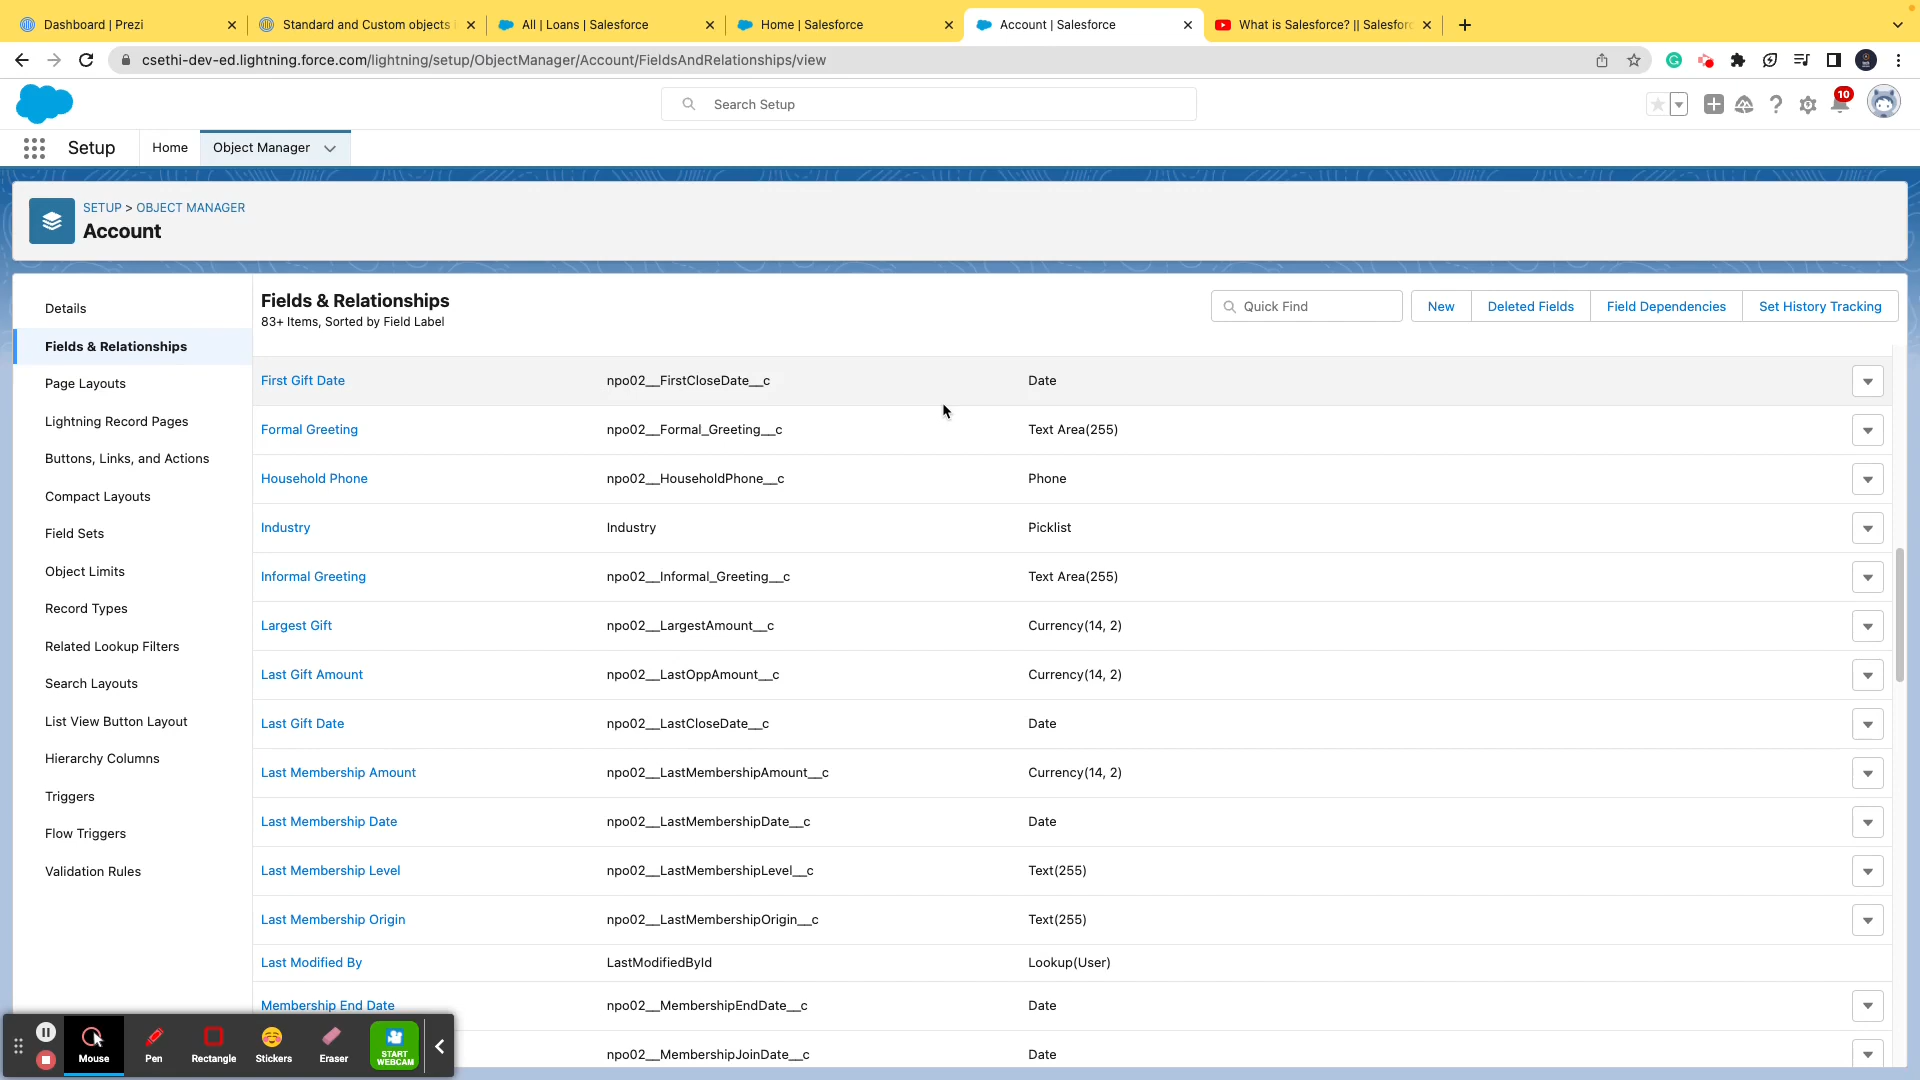 Dashboard | Prezi
Standard and Custom objects
All | Loans | Salesforce
Home | Salesforce
Account | Salesforce
What is Salesforce? || Salesforc
csethi-dev-ed.lightning.force.com/lightning/setup/ObjectManager/Account/FieldsAndRelationships/view
Search Setup
10
Setup
Home
Object Manager
SETUP > OBJECT MANAGER
Account
Details
Fields & Relationships
Page Layouts
Lightning Record Pages
Buttons, Links, and Actions
Compact Layouts
Field Sets
Object Limits
Record Types
Related Lookup Filters
Search Layouts
List View Button Layout
Hierarchy Columns
Triggers
Flow Triggers
Validation Rules
Fields & Relationships
83+ Items, Sorted by Field Label
Quick Find
New
Deleted Fields
Field Dependencies
Set History Tracking
First Gift Date npo02__FirstCloseDate__c Date
Formal Greeting npo02__Formal_Greeting__c Text Area(255)
Household Phone npo02__HouseholdPhone__c Phone
Industry Industry Picklist
Informal Greeting npo02__Informal_Greeting__c Text Area(255)
Largest Gift npo02__LargestAmount__c Currency(14, 2)
Last Gift Amount npo02__LastOppAmount__c Currency(14, 2)
Last Gift Date npo02__LastCloseDate__c Date
Last Membership Amount npo02__LastMembershipAmount__c Currency(14, 2)
Last Membership Date npo02__LastMembershipDate__c Date
Last Membership Level npo02__LastMembershipLevel__c Text(255)
Last Membership Origin npo02__LastMembershipOrigin__c Text(255)
Last Modified By LastModifiedById Lookup(User)
Membership End Date npo02__MembershipEndDate__c Date
npo02__MembershipJoinDate__c Date
Mouse
Pen
Rectangle
Stickers
Eraser
START
WEBCAM